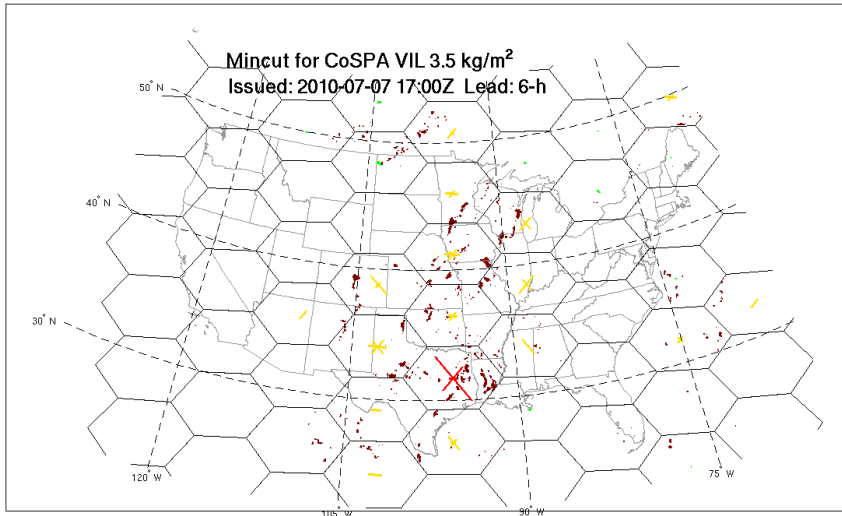 Mincut for CoSPA VIL 3.5 kg/m²
Issued: 2010-07-07 17:00Z Lead: 6-h
50° N
40° N
30° N
120° W
105° W
90° W
75° W